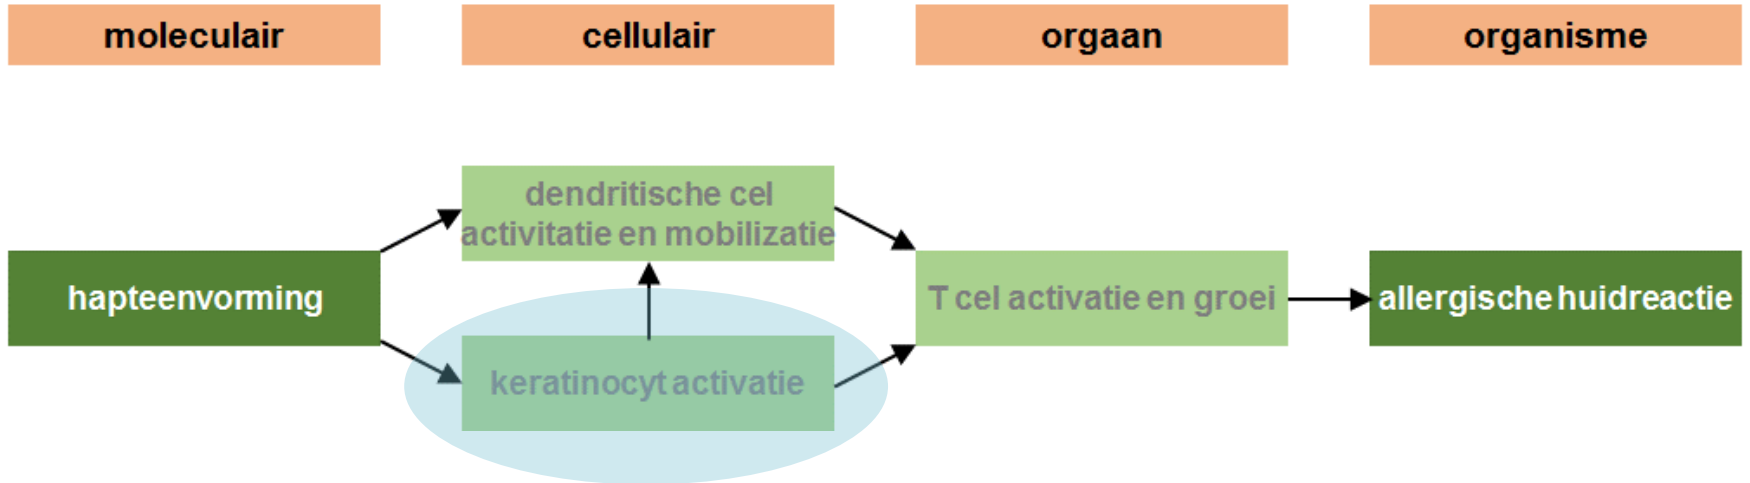 moleculair
cellulair
orgaan
organisme
dendritische cel
activitatie en mobilizatie
hapteenvorming
T cel activatie en groei
allergische huidreactie
keratinocyt activatie